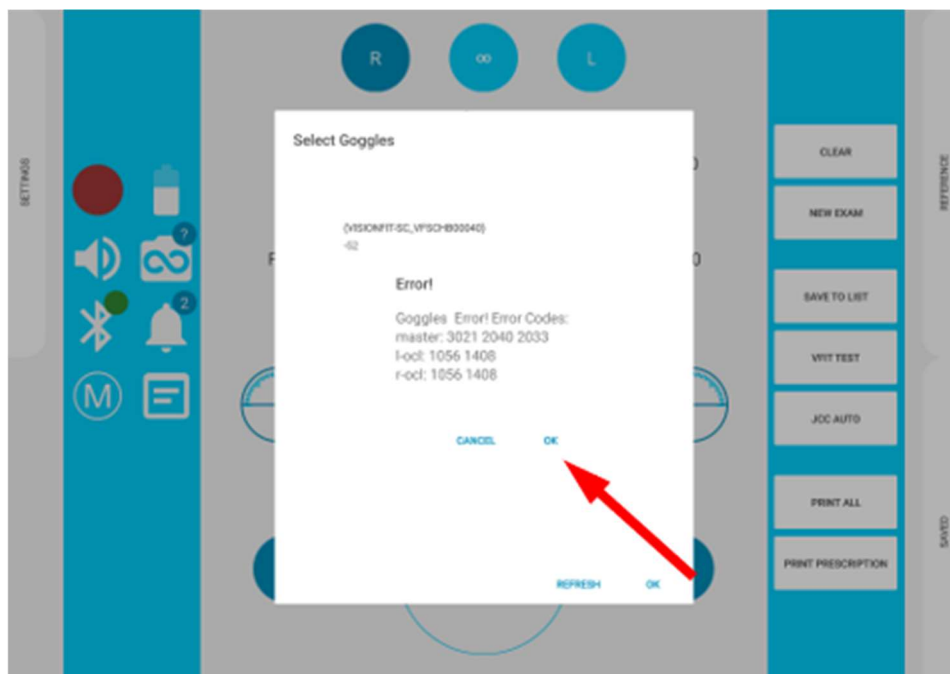 R
∞
L
Select Goggles
CLEAR
SETTINGS
REFERENCE
NEW EXAM
?
(VISIONFIT-SC_VFSCHB00040)
-62
F
0
Error!
SAVE TO LIST
2
Goggles Error! Error Codes:
master: 3021 2040 2033
l-ocl: 1056 1408
r-ocl: 1056 1408
VFIT TEST
M
JCC AUTO
CANCEL
OK
PRINT ALL
SAVED
PRINT PRESCRIPTION
REFRESH
OK